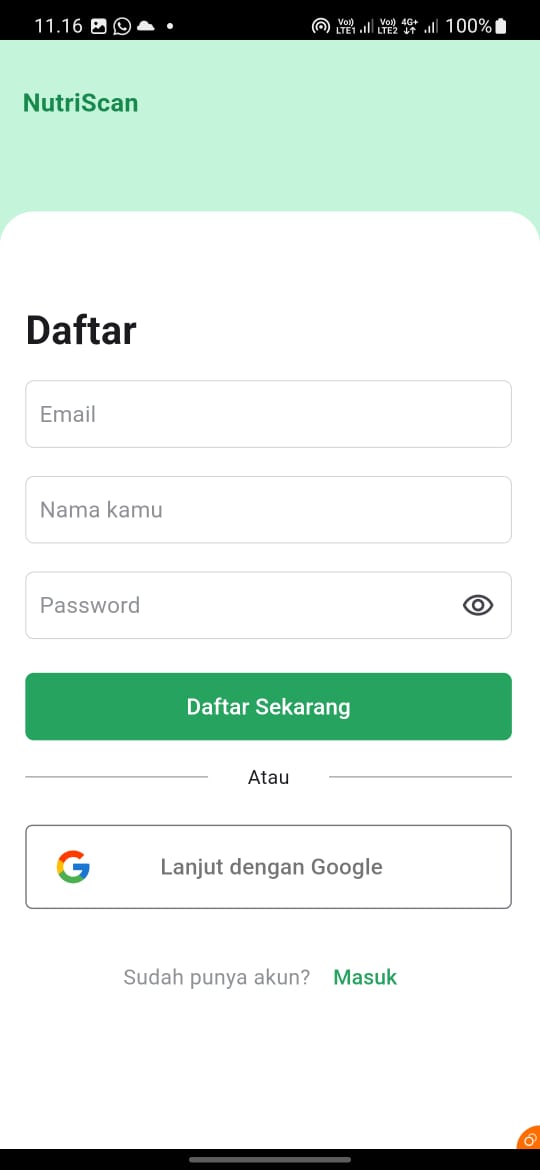 11.16 Vo)) LTE1 Vo)) LTE2 4G+ 100%
NutriScan
Daftar
Email
Nama kamu
Password
Daftar Sekarang
Atau
Lanjut dengan Google
Sudah punya akun? Masuk